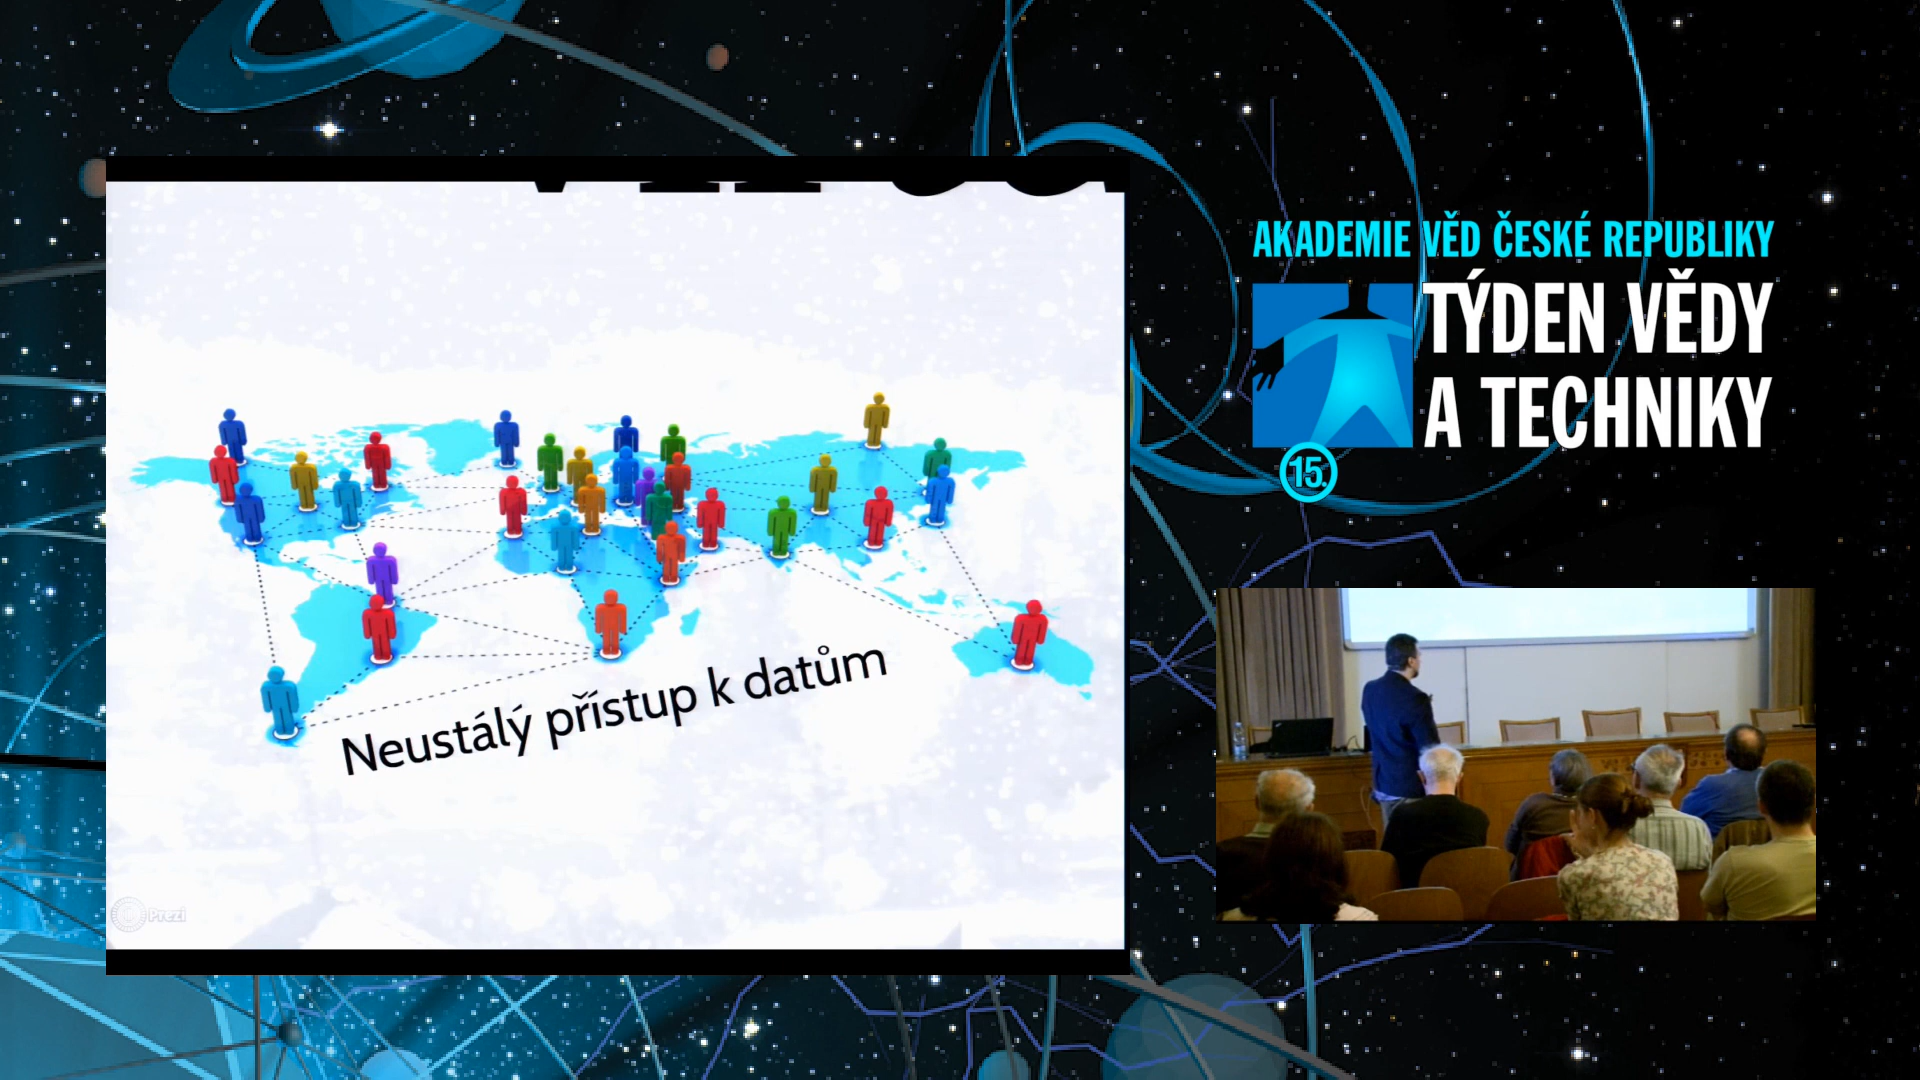 AKADEMIE VĚD ČESKÉ REPUBLIKY
TÝDEN VĚDY
A TECHNIKY
15.
Neustálý přístup k datům
Prezi